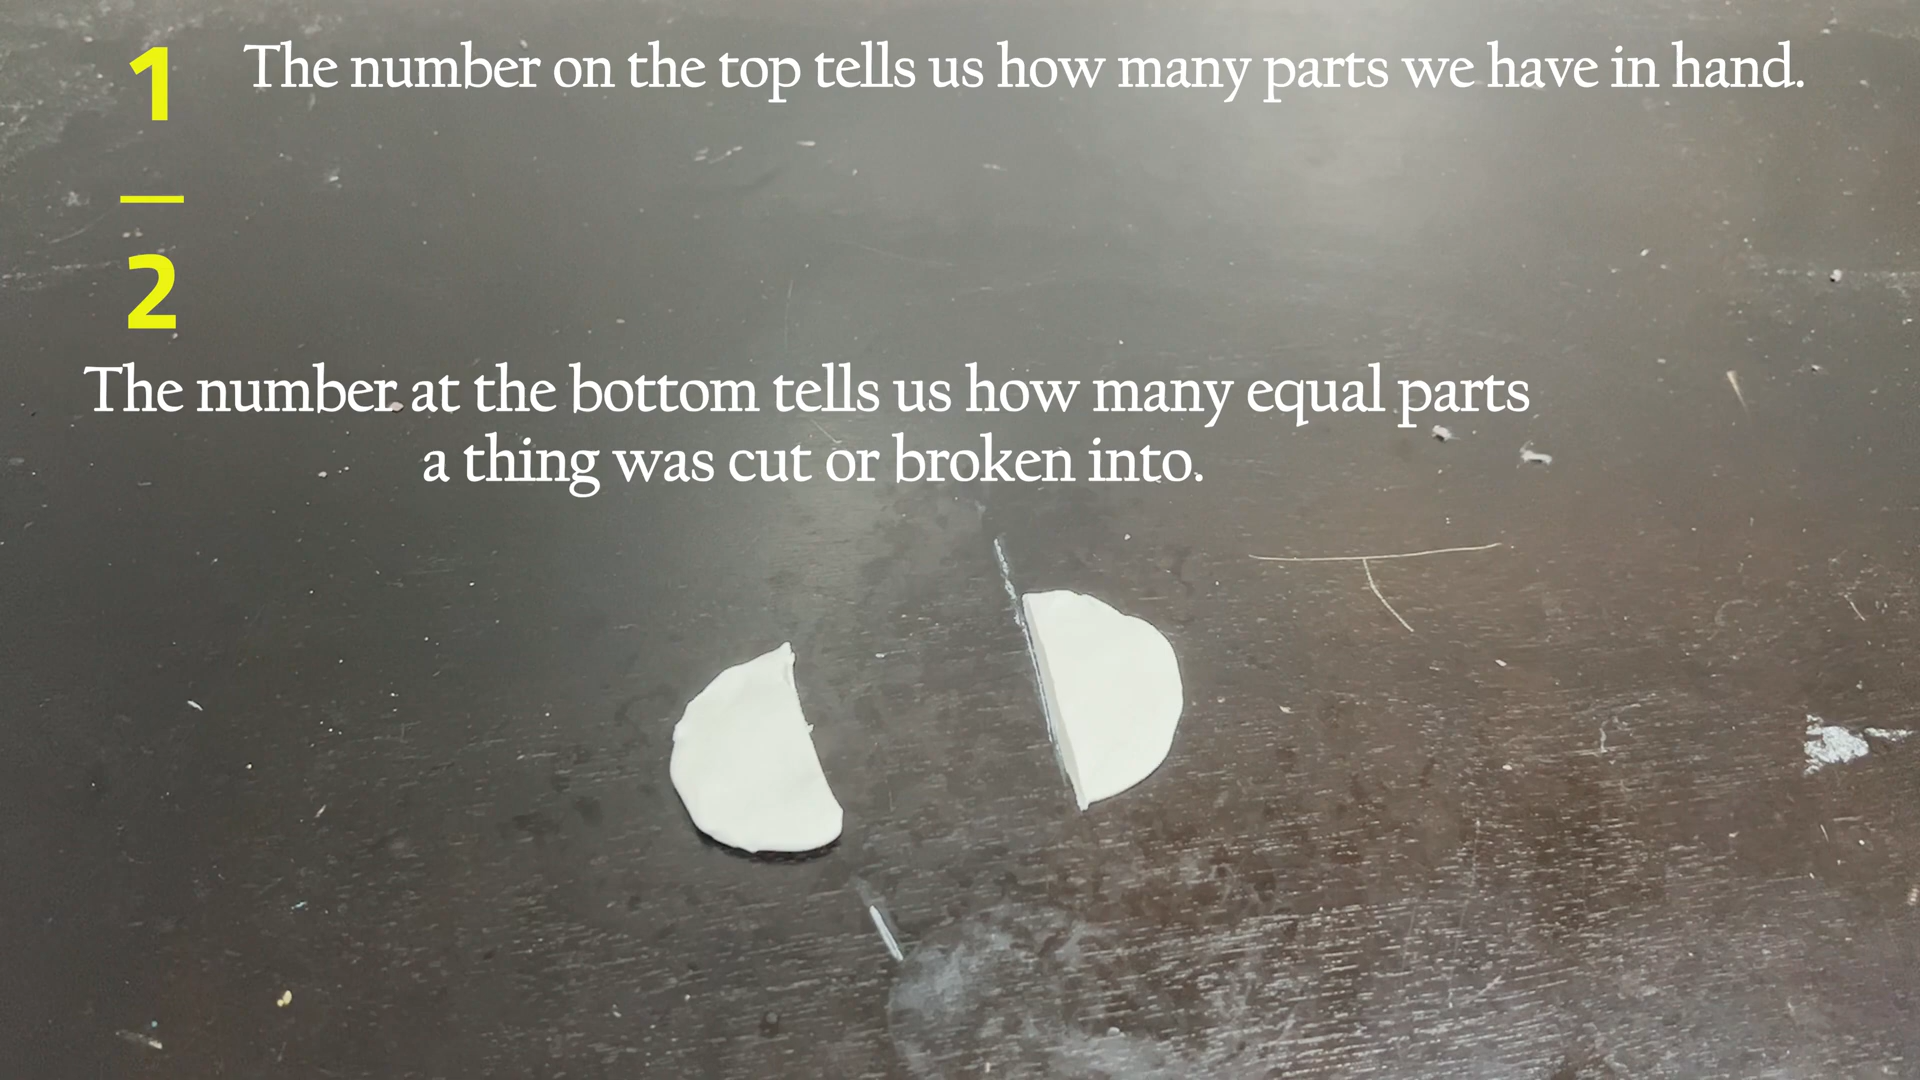 1 The number on the top tells us how many parts we have in hand.
2
The number at the bottom tells us how many equal parts
a thing was cut or broken into.